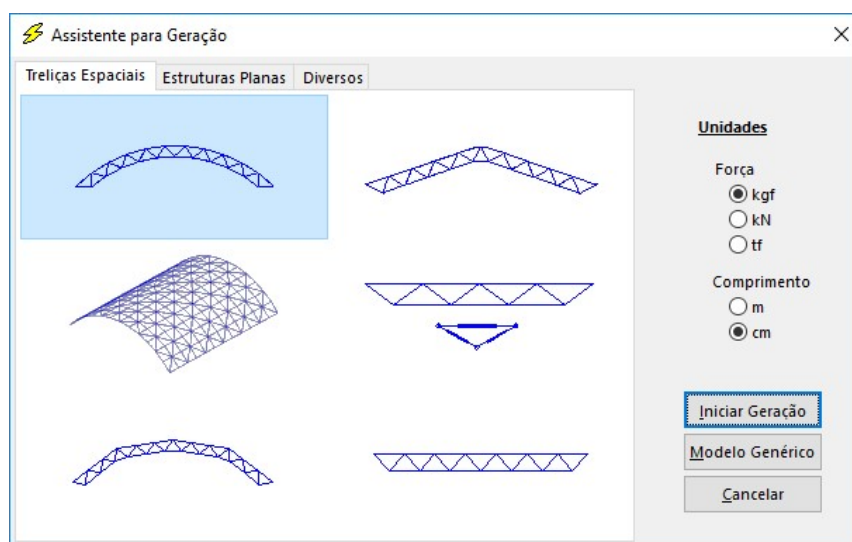 Assistente para Geração
Treliças Espaciais
Estruturas Planas
Diversos
Unidades
Força
kgf
kN
tf
Comprimento
m
cm
Iniciar Geração
Modelo Genérico
Cancelar